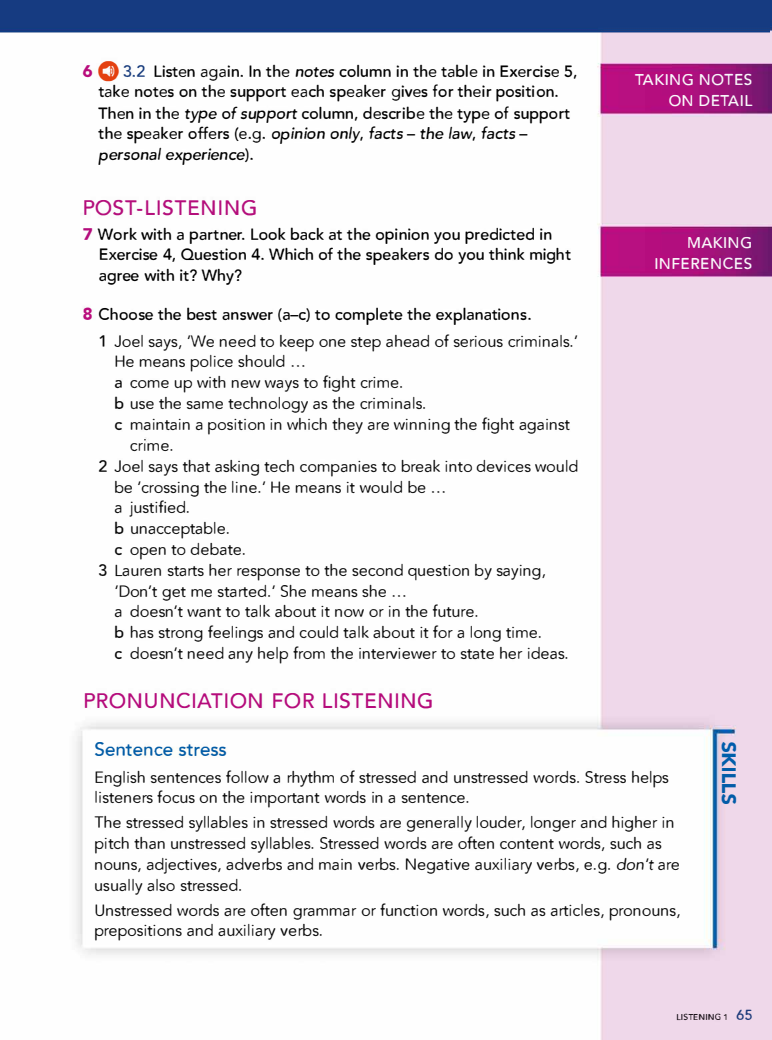 6 3.2 Listen again. In the notes column in the table in Exercise 5,
take notes on the support each speaker gives for their position.
Then in the type of support column, describe the type of support
the speaker offers (e.g. opinion only, facts – the law, facts –
personal experience).
TAKING NOTES
ON DETAIL
POST-LISTENING
7 Work with a partner. Look back at the opinion you predicted in
Exercise 4, Question 4. Which of the speakers do you think might
agree with it? Why?
MAKING
INFERENCES
8 Choose the best answer (a–c) to complete the explanations.
1 Joel says, ‘We need to keep one step ahead of serious criminals.’
He means police should …
a come up with new ways to fight crime.
b use the same technology as the criminals.
c maintain a position in which they are winning the fight against
crime.
2 Joel says that asking tech companies to break into devices would
be ‘crossing the line.’ He means it would be …
a justified.
b unacceptable.
c open to debate.
3 Lauren starts her response to the second question by saying,
‘Don’t get me started.’ She means she …
a doesn’t want to talk about it now or in the future.
b has strong feelings and could talk about it for a long time.
c doesn’t need any help from the interviewer to state her ideas.
PRONUNCIATION FOR LISTENING
SKILLS
Sentence stress
English sentences follow a rhythm of stressed and unstressed words. Stress helps
listeners focus on the important words in a sentence.
The stressed syllables in stressed words are generally louder, longer and higher in
pitch than unstressed syllables. Stressed words are often content words, such as
nouns, adjectives, adverbs and main verbs. Negative auxiliary verbs, e.g. don’t are
usually also stressed.
Unstressed words are often grammar or function words, such as articles, pronouns,
prepositions and auxiliary verbs.
LISTENING 1 65